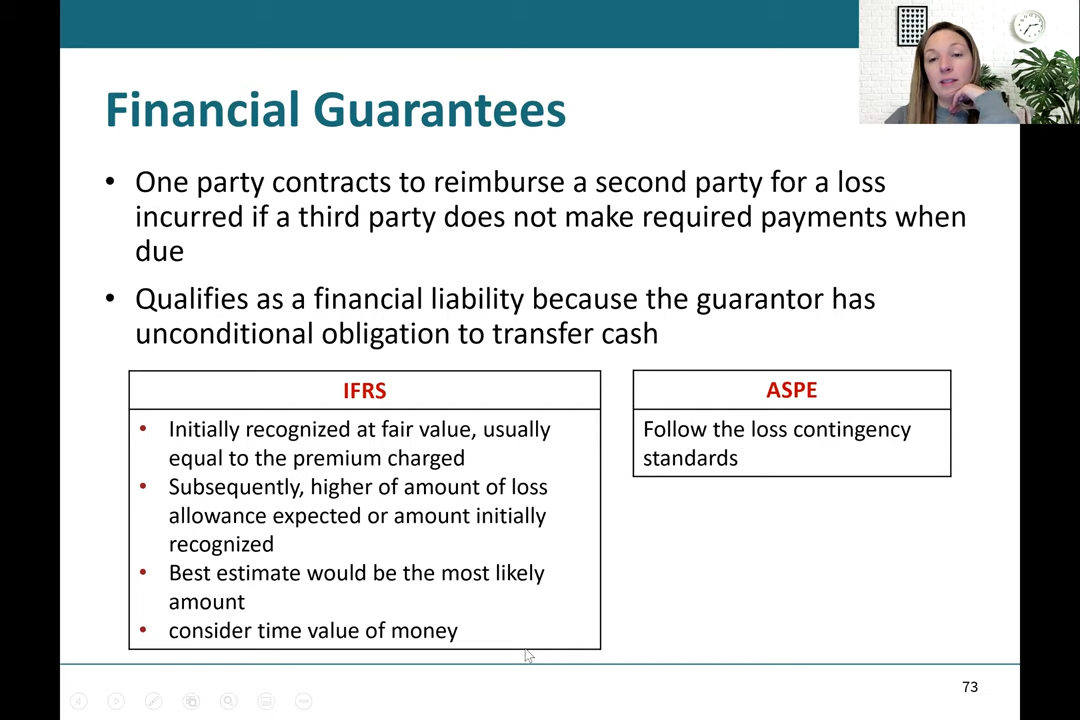 Financial Guarantees
• One party contracts to reimburse a second party for a loss
incurred if a third party does not make required payments when
due
• Qualifies as a financial liability because the guarantor has
unconditional obligation to transfer cash
IFRS
• Initially recognized at fair value, usually
equal to the premium charged
• Subsequently, higher of amount of loss
allowance expected or amount initially
recognized
• Best estimate would be the most likely
amount
• consider time value of money
ASPE
Follow the loss contingency
standards
73